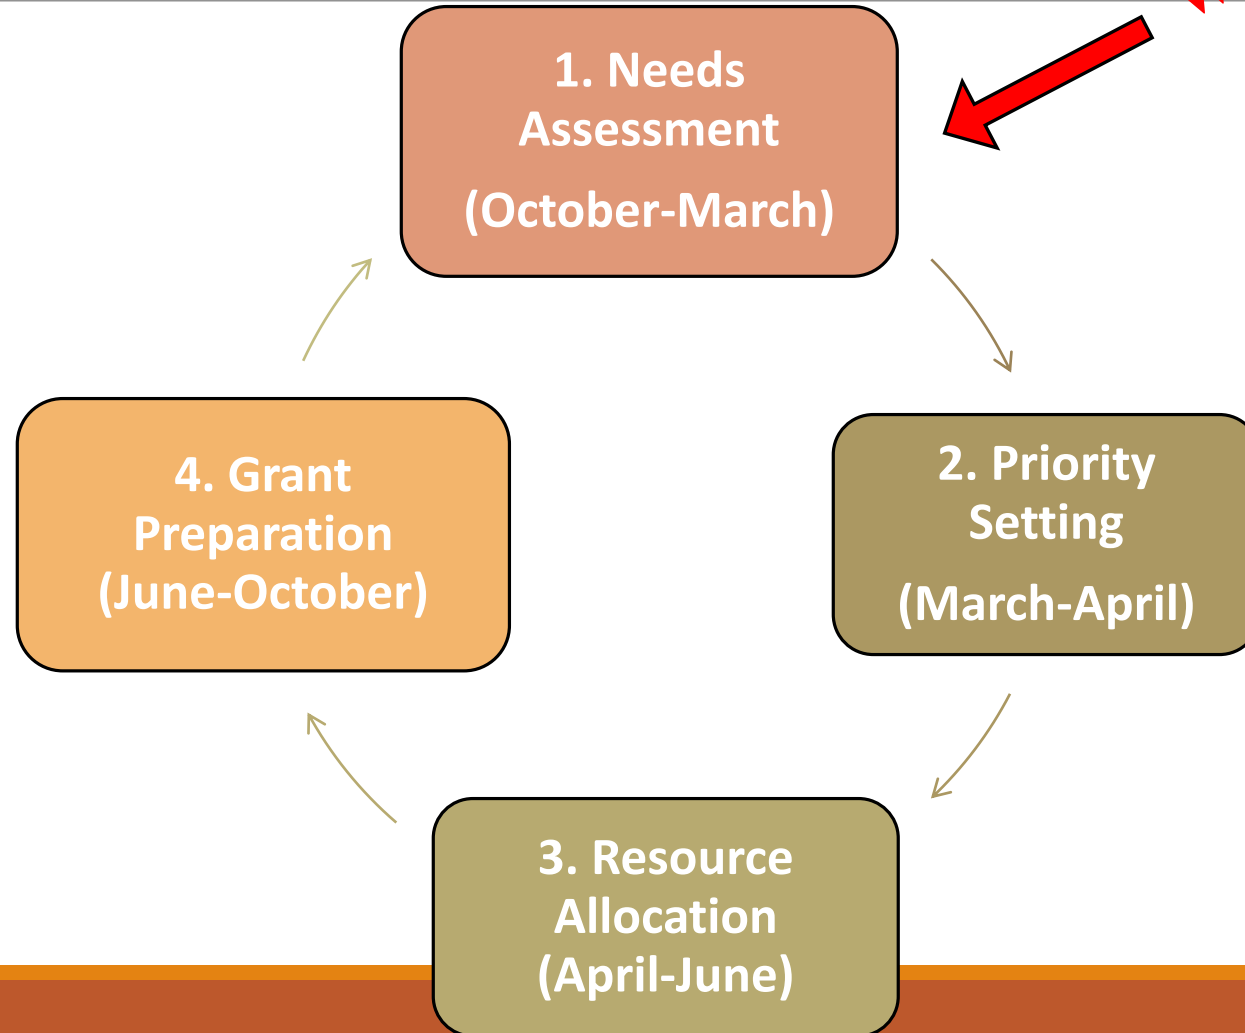 1. Needs
Assessment
(October-March)
2. Priority
Setting
(March-April)
3. Resource
Allocation
(April-June)
4. Grant
Preparation
(June-October)